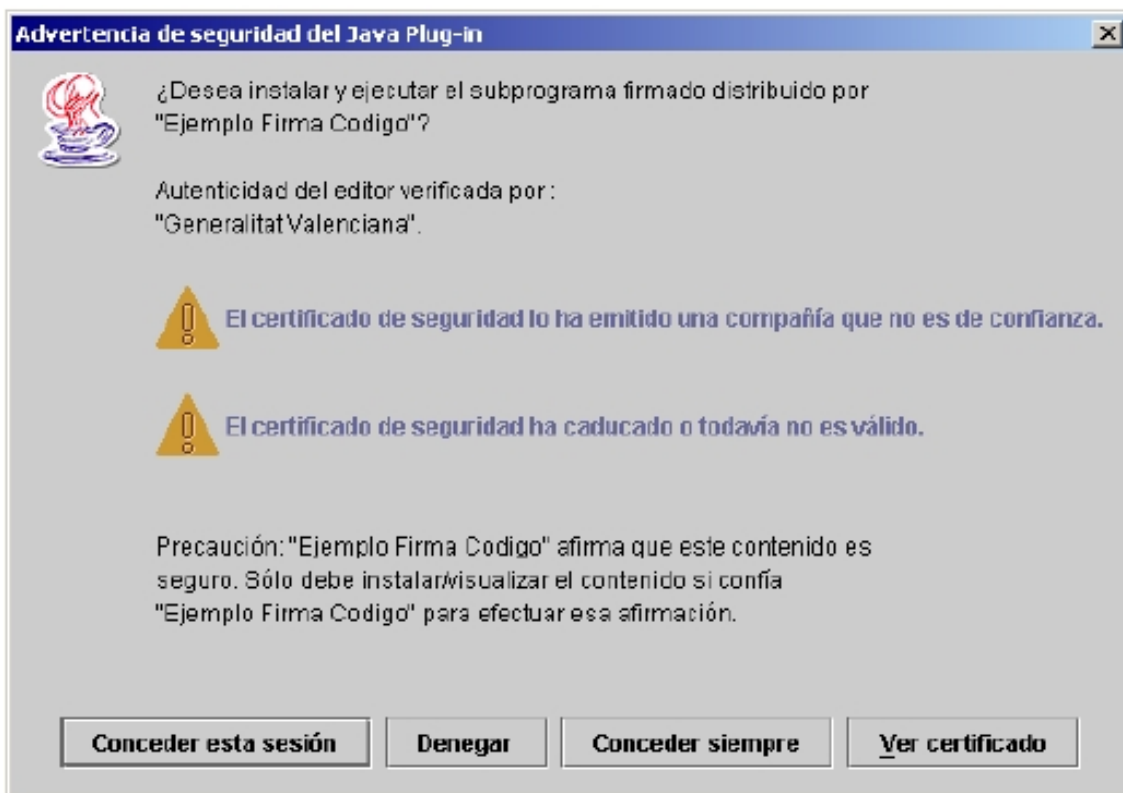 Advertencia de seguridad del Java Plug-in
¿Desea instalar y ejecutar el subprograma firmado distribuido por
"Ejemplo Firma Codigo"?
Autenticidad del editor verificada por :
"Generalitat Valenciana".
El certificado de seguridad lo ha emitido una compañía que no es de confianza.
El certificado de seguridad ha caducado o todavía no es válido.
Precaución: "Ejemplo Firma Codigo" afirma que este contenido es
seguro. Sólo debe instalar/visualizar el contenido si confía
"Ejemplo Firma Codigo" para efectuar esa afirmación.
Conceder esta sesión Denegar Conceder siempre Ver certificado